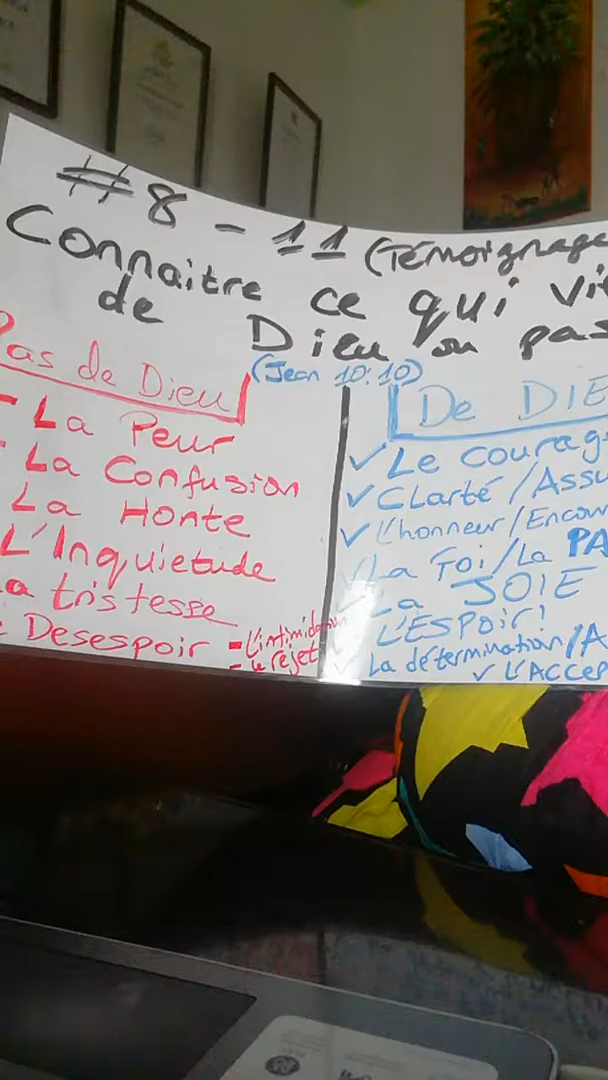 #8 - 11 (Témoignage
Connaitre ce qui vi
de Dieu ou pas
(Jean 10:10)
Pas de Dieu
- La Peur
- La Confusion
La Honte
L'Inquietude
La tristesse
Desespoir - L'intimidation
- Le rejet
De DIE
✓ Le courag
✓ Clarté / Assu
✓ L'honneur / Encou
✓ La Foi / La PA
La JOIE
L'ESPOIR!
La détermination / A
✓ L'ACCEP